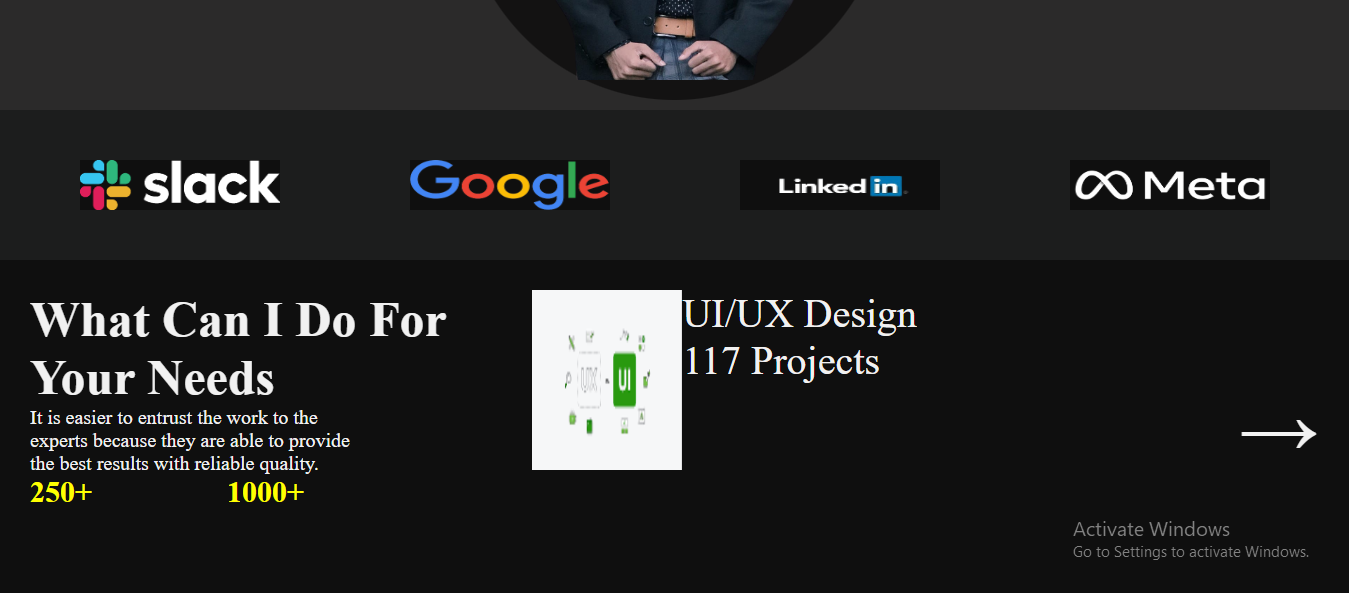 slack
Google
Linked in
Meta
What Can I Do For
Your Needs
It is easier to entrust the work to the
experts because they are able to provide
the best results with reliable quality.
250+
1000+
UX
UI
UI/UX Design
117 Projects
Activate Windows
Go to Settings to activate Windows.